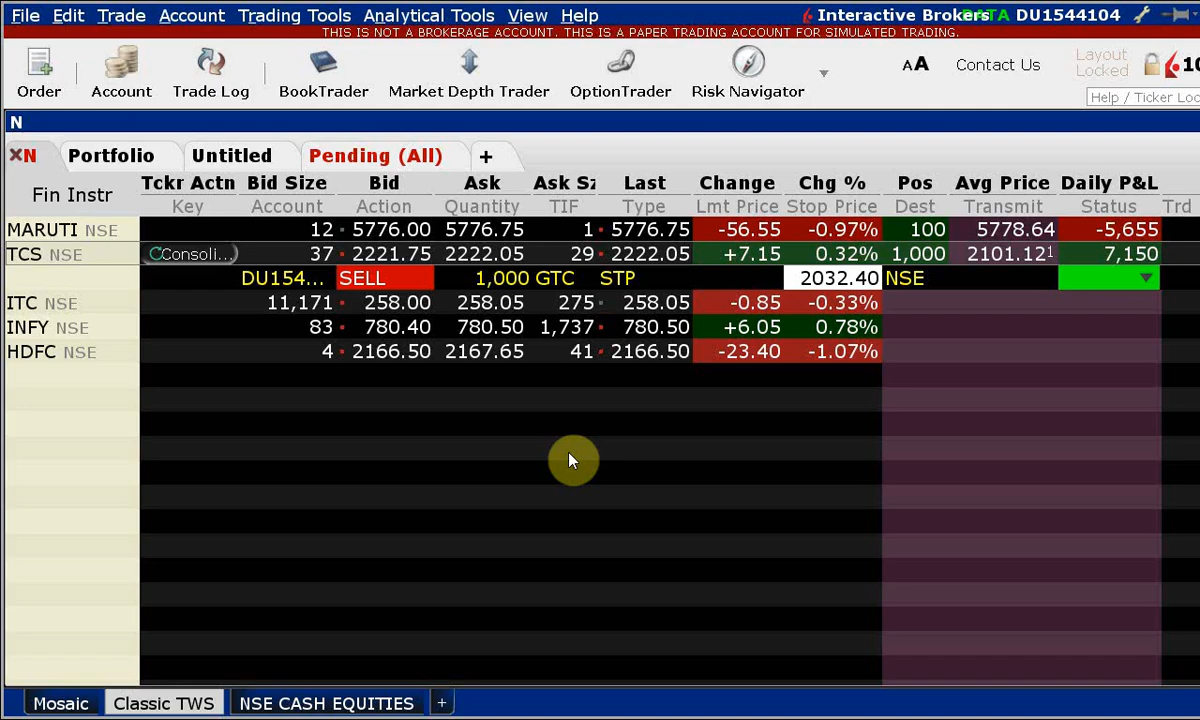 File Edit Trade Account Trading Tools Analytical Tools View Help Interactive Brokers DATA DU1544104
THIS IS NOT A BROKERAGE ACCOUNT. THIS IS A PAPER TRADING ACCOUNT FOR SIMULATED TRADING.
Order Account Trade Log BookTrader Market Depth Trader OptionTrader Risk Navigator AA Contact Us Layout Locked 10
Help / Ticker Loc
N
N Portfolio Untitled Pending (All) +
Fin Instr Tckr Actn Bid Size Bid Ask Ask Sz Last Change Chg % Pos Avg Price Daily P&L
Key Account Action Quantity TIF Type Lmt Price Stop Price Dest Transmit Status Trd
MARUTI NSE 12 5776.00 5776.75 1 5776.75 -56.55 -0.97% 100 5778.64 -5,655
TCS NSE Consoli... 37 2221.75 2222.05 29 2222.05 +7.15 0.32% 1,000 2101.121 7,150
DU154... SELL 1,000 GTC STP 2032.40 NSE
ITC NSE 11,171 258.00 258.05 275 258.05 -0.85 -0.33%
INFY NSE 83 780.40 780.50 1,737 780.50 +6.05 0.78%
HDFC NSE 4 2166.50 2167.65 41 2166.50 -23.40 -1.07%
Mosaic Classic TWS NSE CASH EQUITIES +